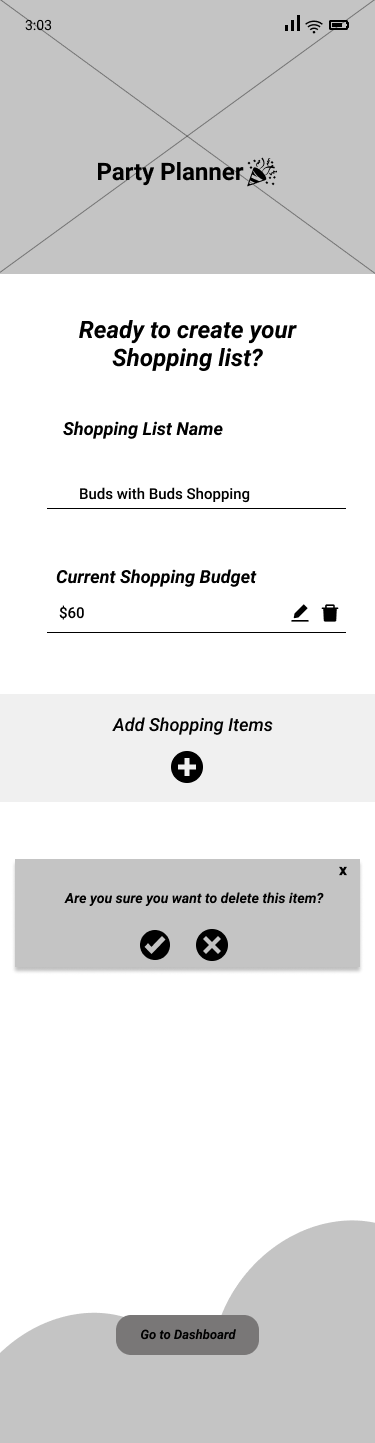 3:03
Party Planner
Ready to create your
Shopping list?
Shopping List Name
Buds with Buds Shopping
Current Shopping Budget
$60
Add Shopping Items
x
Are you sure you want to delete this item?
Go to Dashboard